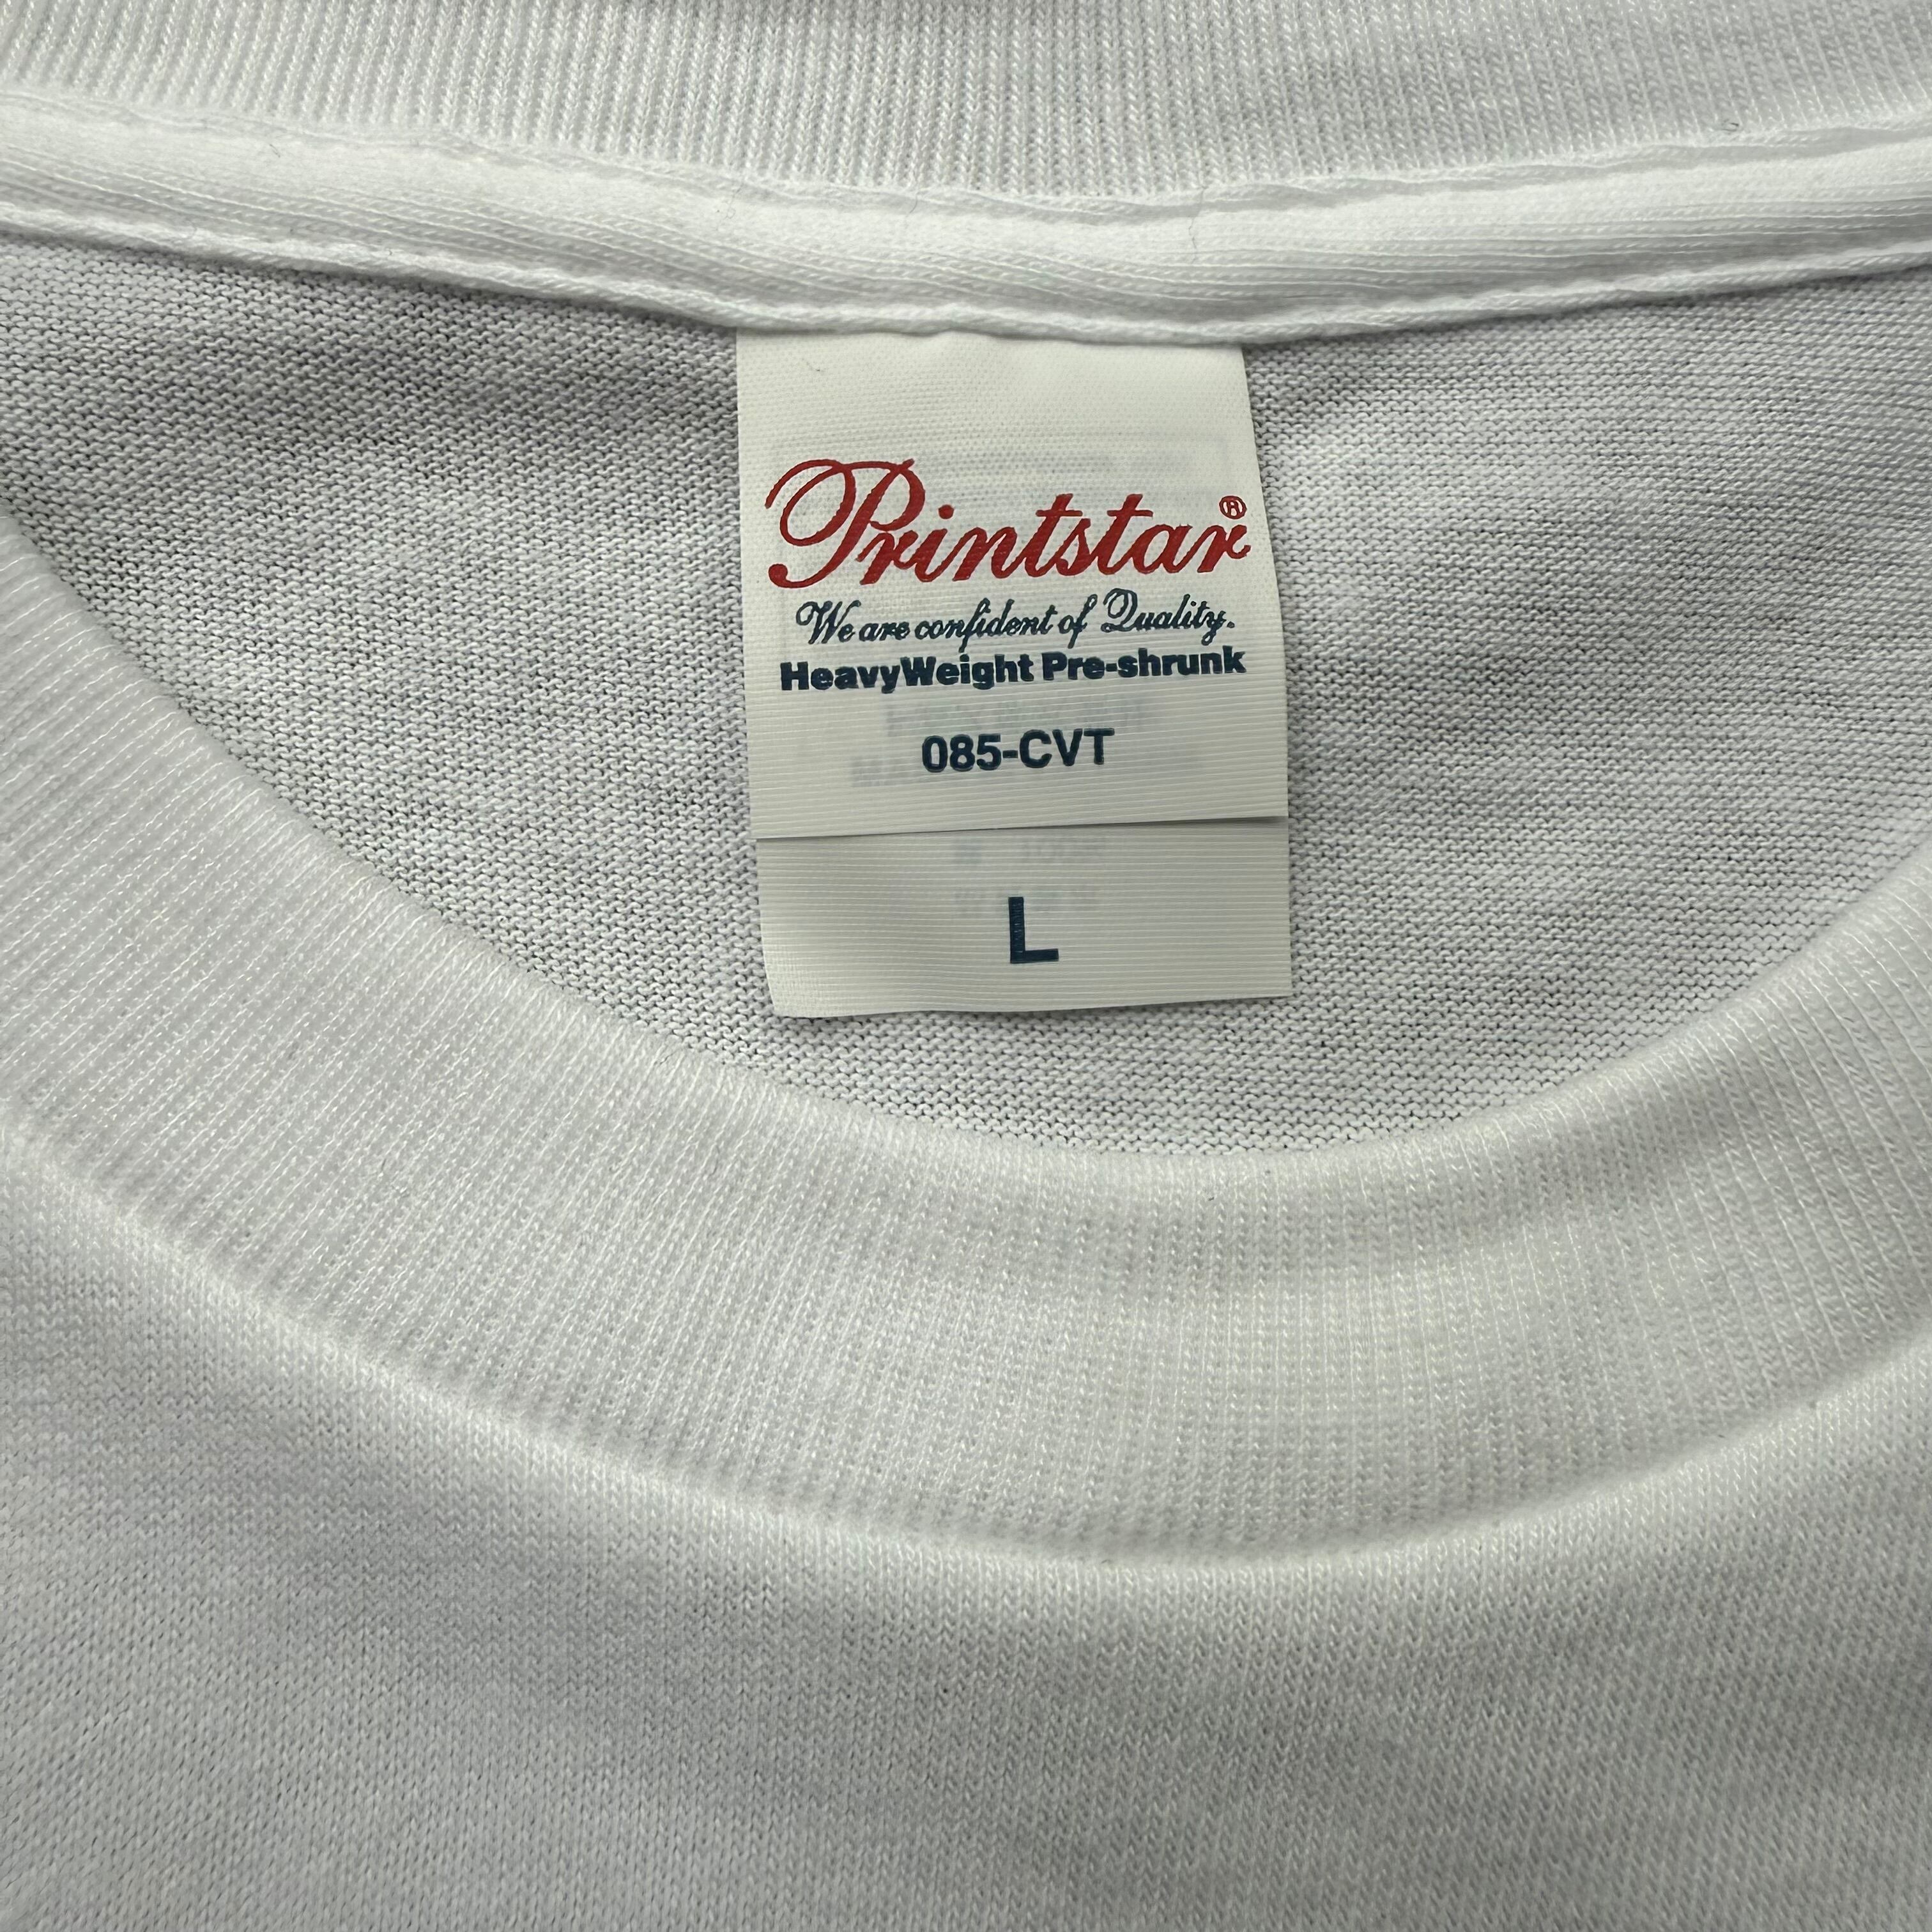 Printstar®
We are confident of Quality.
HeavyWeight Pre-shrunk
085-CVT
L